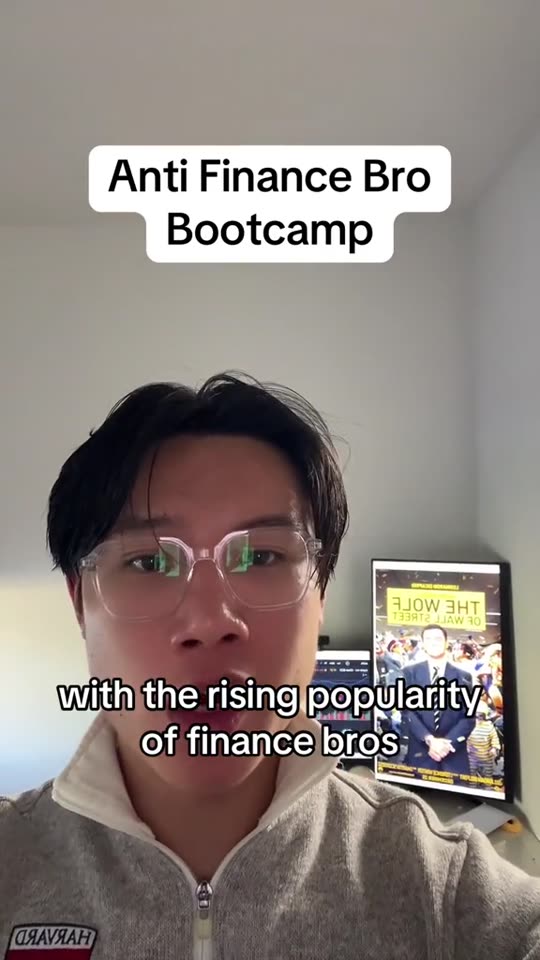 Anti Finance Bro
Bootcamp
THE WOLF
OF WALL STREET
with the rising popularity
of finance bros
HARVARD